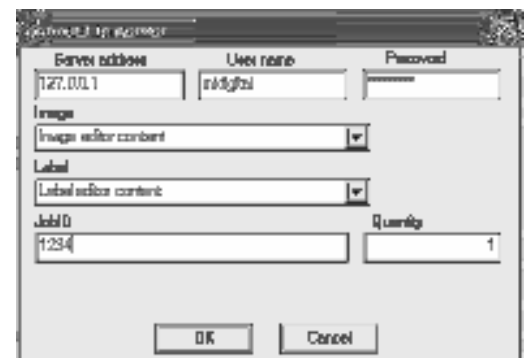 Server address User name Password
127.0.0.1 ********
Image
Image editor content
Label
Label editor content
Job ID Quantity
1234 1
OK Cancel